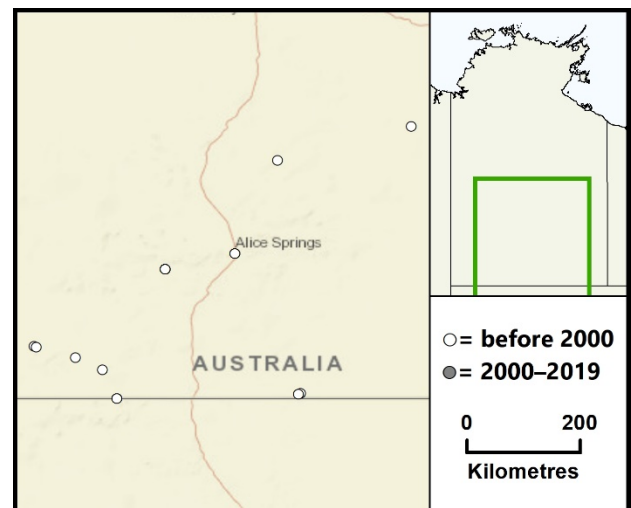 Alice Springs
AUSTRALIA
= before 2000
= 2000–2019
0 200
Kilometres